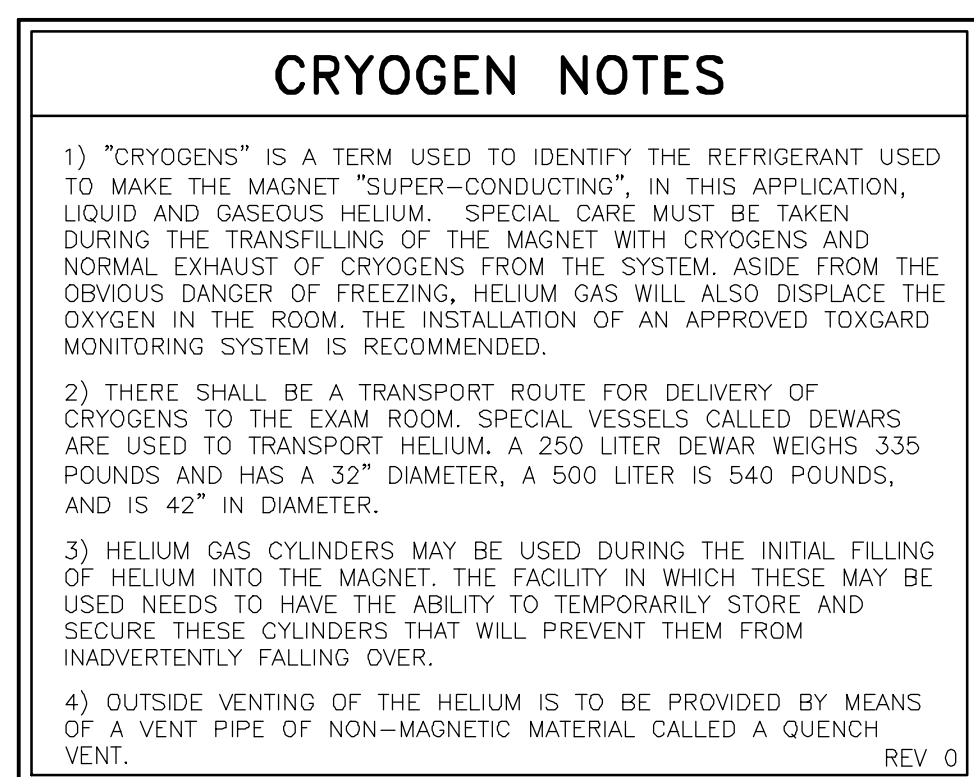 CRYOGEN NOTES
1) "CRYOGENS" IS A TERM USED TO IDENTIFY THE REFRIGERANT USED
TO MAKE THE MAGNET "SUPER-CONDUCTING", IN THIS APPLICATION,
LIQUID AND GASEOUS HELIUM. SPECIAL CARE MUST BE TAKEN
DURING THE TRANSFILLING OF THE MAGNET WITH CRYOGENS AND
NORMAL EXHAUST OF CRYOGENS FROM THE SYSTEM. ASIDE FROM THE
OBVIOUS DANGER OF FREEZING, HELIUM GAS WILL ALSO DISPLACE THE
OXYGEN IN THE ROOM. THE INSTALLATION OF AN APPROVED TOXGARD
MONITORING SYSTEM IS RECOMMENDED.
2) THERE SHALL BE A TRANSPORT ROUTE FOR DELIVERY OF
CRYOGENS TO THE EXAM ROOM. SPECIAL VESSELS CALLED DEWARS
ARE USED TO TRANSPORT HELIUM. A 250 LITER DEWAR WEIGHS 335
POUNDS AND HAS A 32" DIAMETER, A 500 LITER IS 540 POUNDS,
AND IS 42" IN DIAMETER.
3) HELIUM GAS CYLINDERS MAY BE USED DURING THE INITIAL FILLING
OF HELIUM INTO THE MAGNET. THE FACILITY IN WHICH THESE MAY BE
USED NEEDS TO HAVE THE ABILITY TO TEMPORARILY STORE AND
SECURE THESE CYLINDERS THAT WILL PREVENT THEM FROM
INADVERTENTLY FALLING OVER.
4) OUTSIDE VENTING OF THE HELIUM IS TO BE PROVIDED BY MEANS
OF A VENT PIPE OF NON-MAGNETIC MATERIAL CALLED A QUENCH
VENT.
REV 0